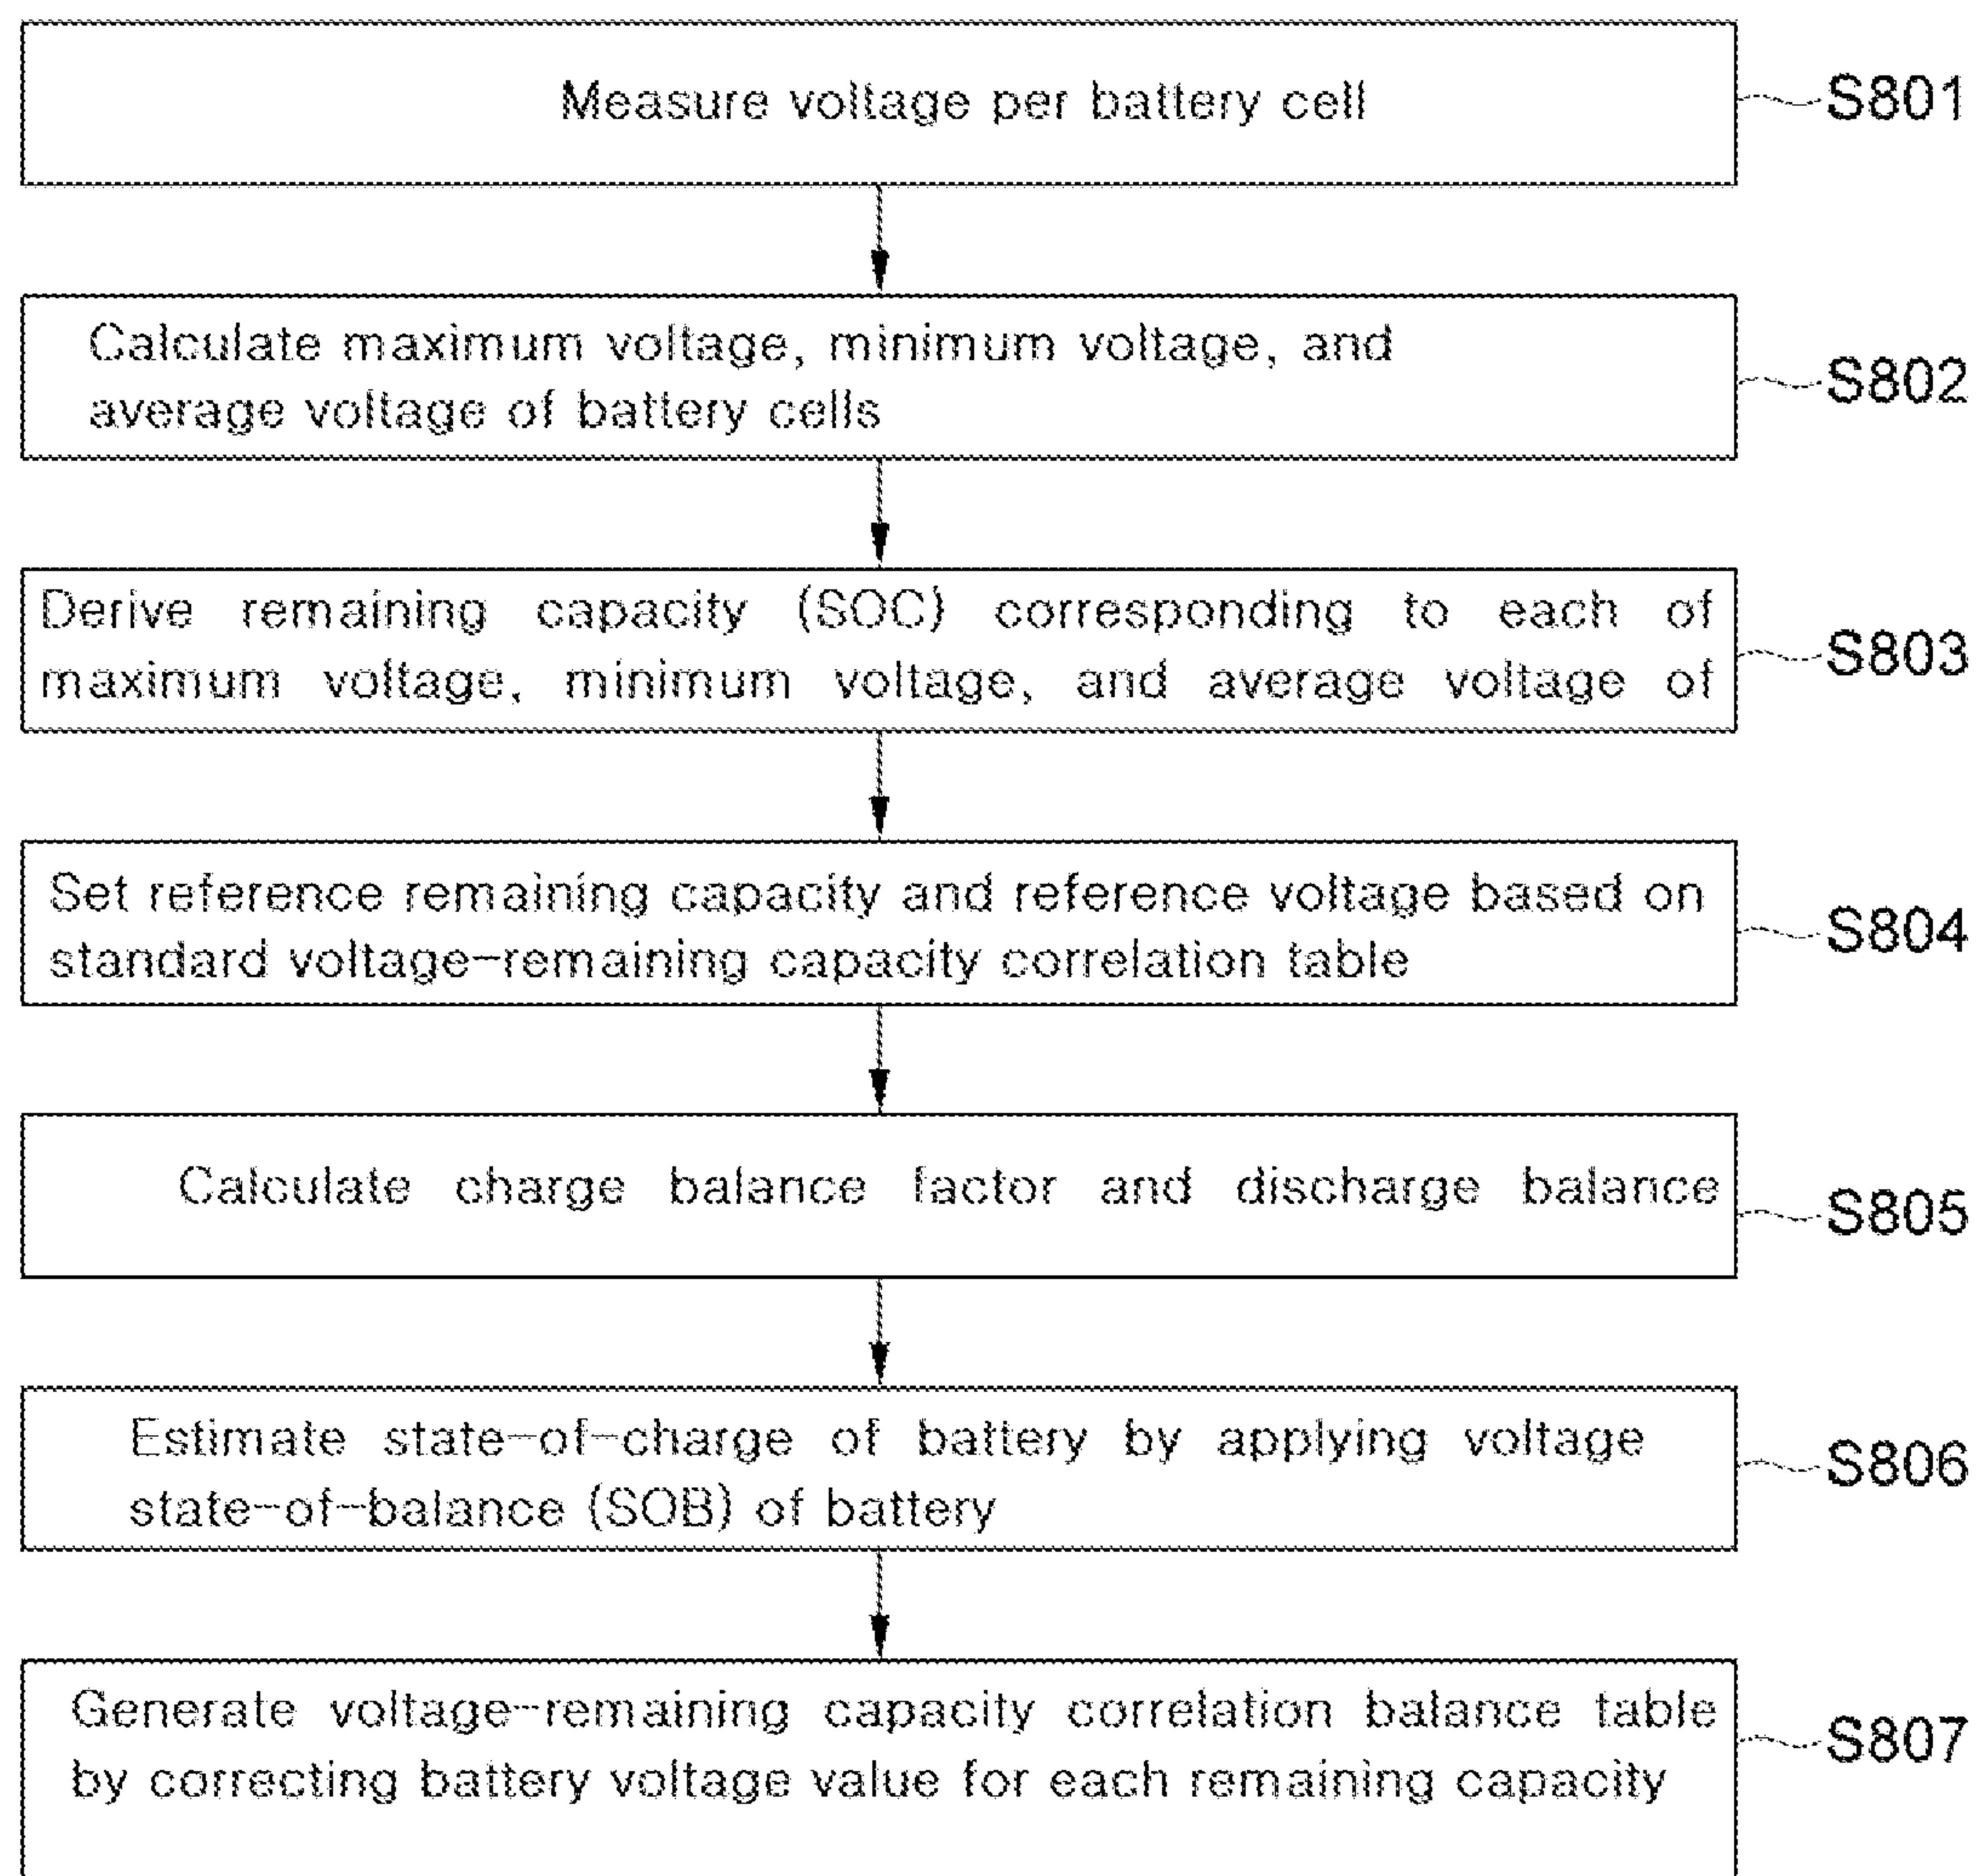 Measure voltage per battery cell
S801
Calculate maximum voltage, minimum voltage, and
average voltage of battery cells
S802
Derive remaining capacity (SOC) corresponding to each of
maximum voltage, minimum voltage, and average voltage of
S803
Set reference remaining capacity and reference voltage based on
standard voltage-remaining capacity correlation table
S804
Calculate charge balance factor and discharge balance
S805
Estimate state-of-charge of battery by applying voltage
state-of-balance (SOB) of battery
S806
Generate voltage-remaining capacity correlation balance table
by correcting battery voltage value for each remaining capacity
S807